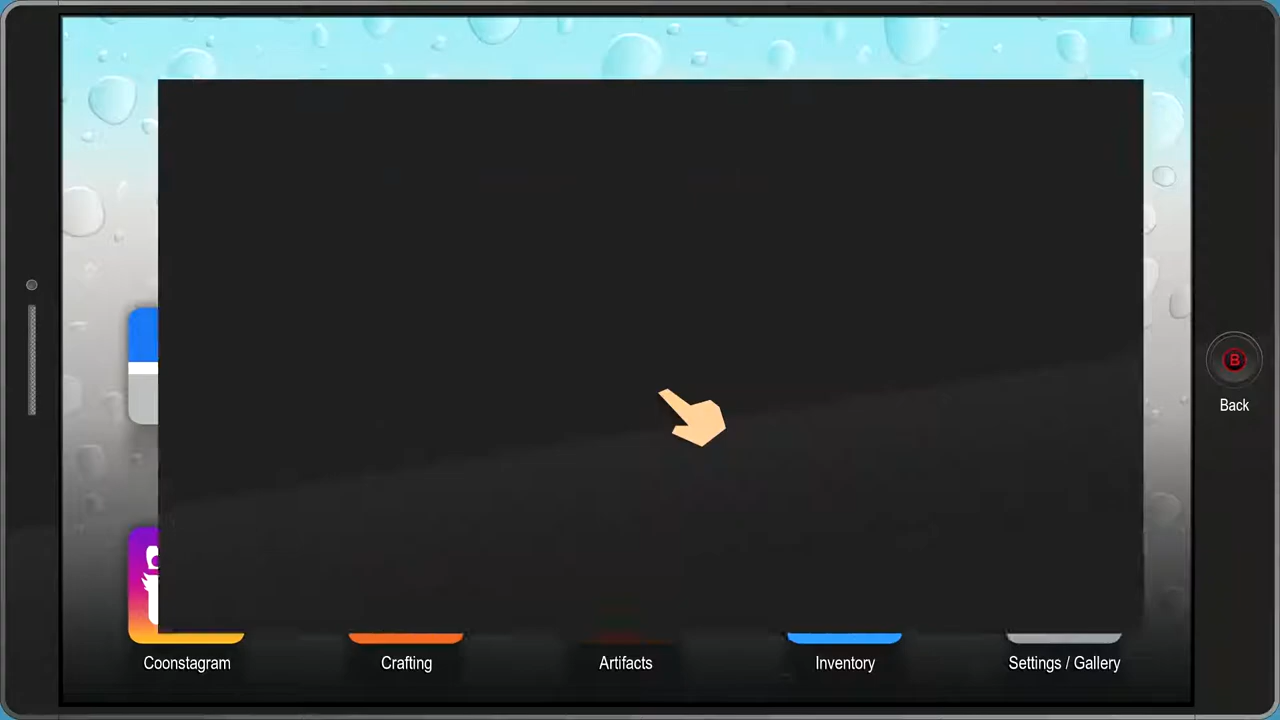 B
Back
Coonstagram
Crafting
Artifacts
Inventory
Settings / Gallery